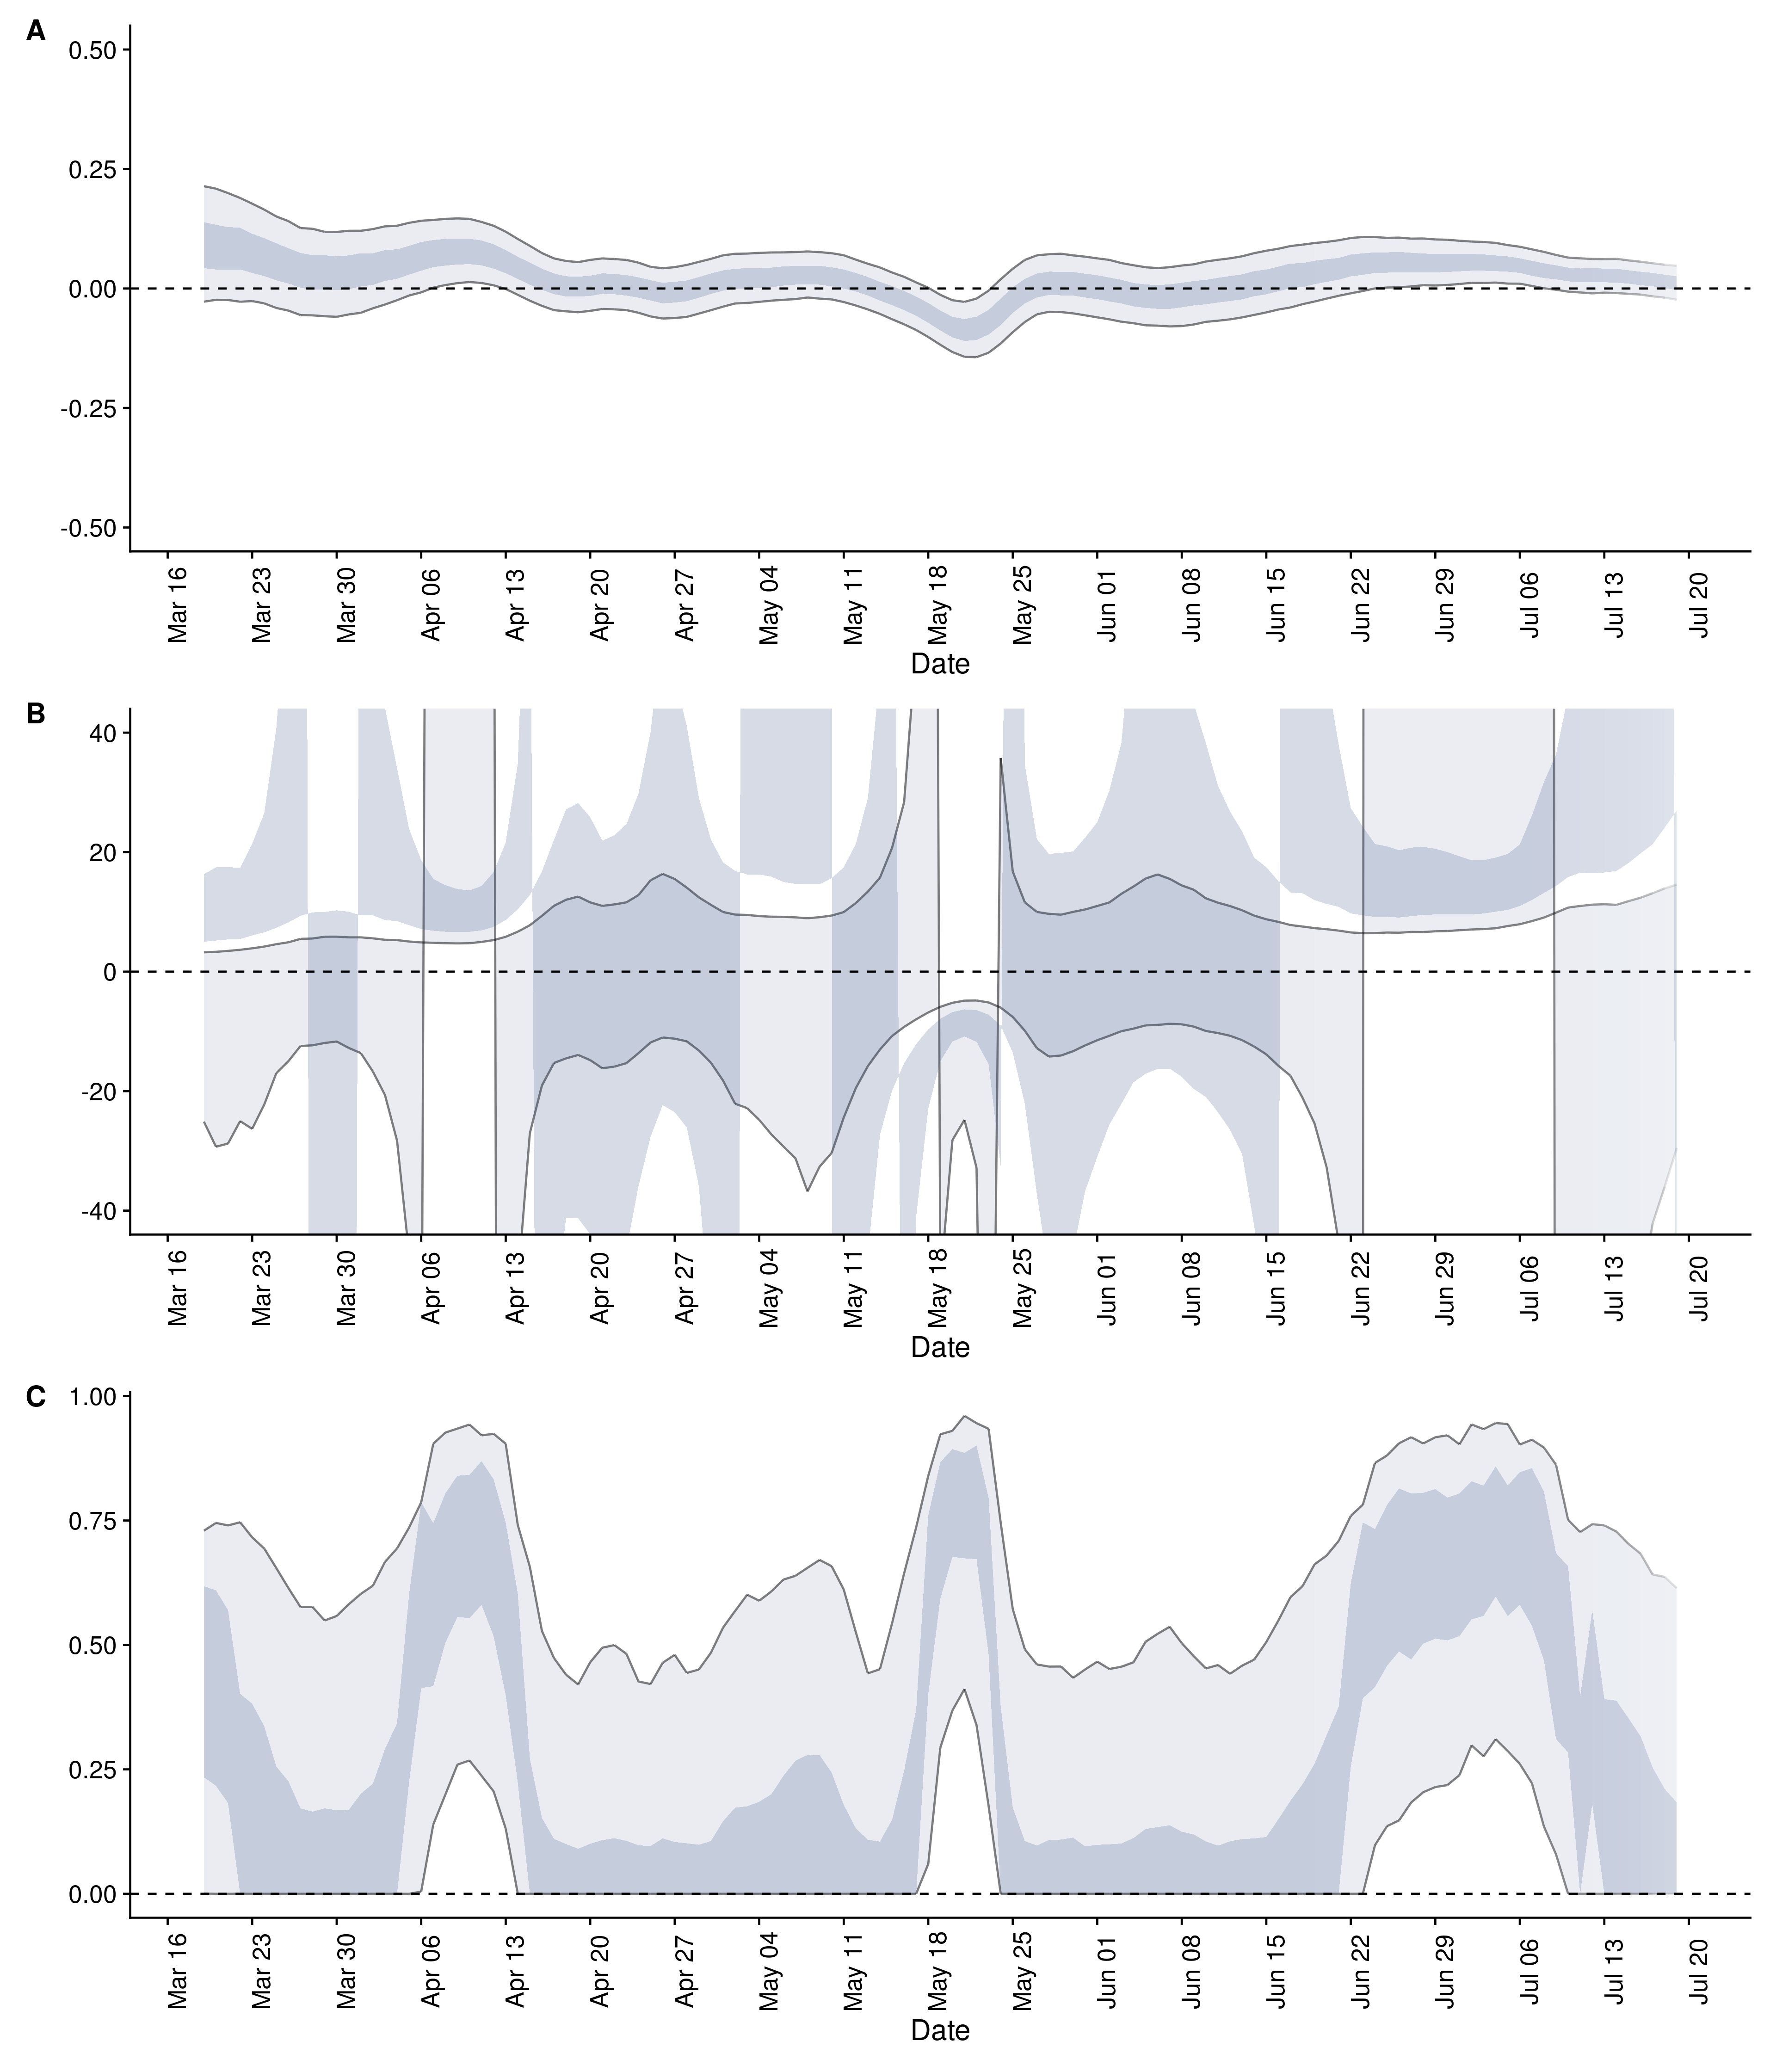 A
0.50
0.25
0.00
-0.25
-0.50
Mar 16
Mar 23
Mar 30
Apr 06
Apr 13
Apr 20
Apr 27
May 04
May 11
May 18
May 25
Jun 01
Jun 08
Jun 15
Jun 22
Jun 29
Jul 06
Jul 13
Jul 20
Date
B
40
20
0
-20
-40
Mar 16
Mar 23
Mar 30
Apr 06
Apr 13
Apr 20
Apr 27
May 04
May 11
May 18
May 25
Jun 01
Jun 08
Jun 15
Jun 22
Jun 29
Jul 06
Jul 13
Jul 20
Date
C
1.00
0.75
0.50
0.25
0.00
Mar 16
Mar 23
Mar 30
Apr 06
Apr 13
Apr 20
Apr 27
May 04
May 11
May 18
May 25
Jun 01
Jun 08
Jun 15
Jun 22
Jun 29
Jul 06
Jul 13
Jul 20
Date